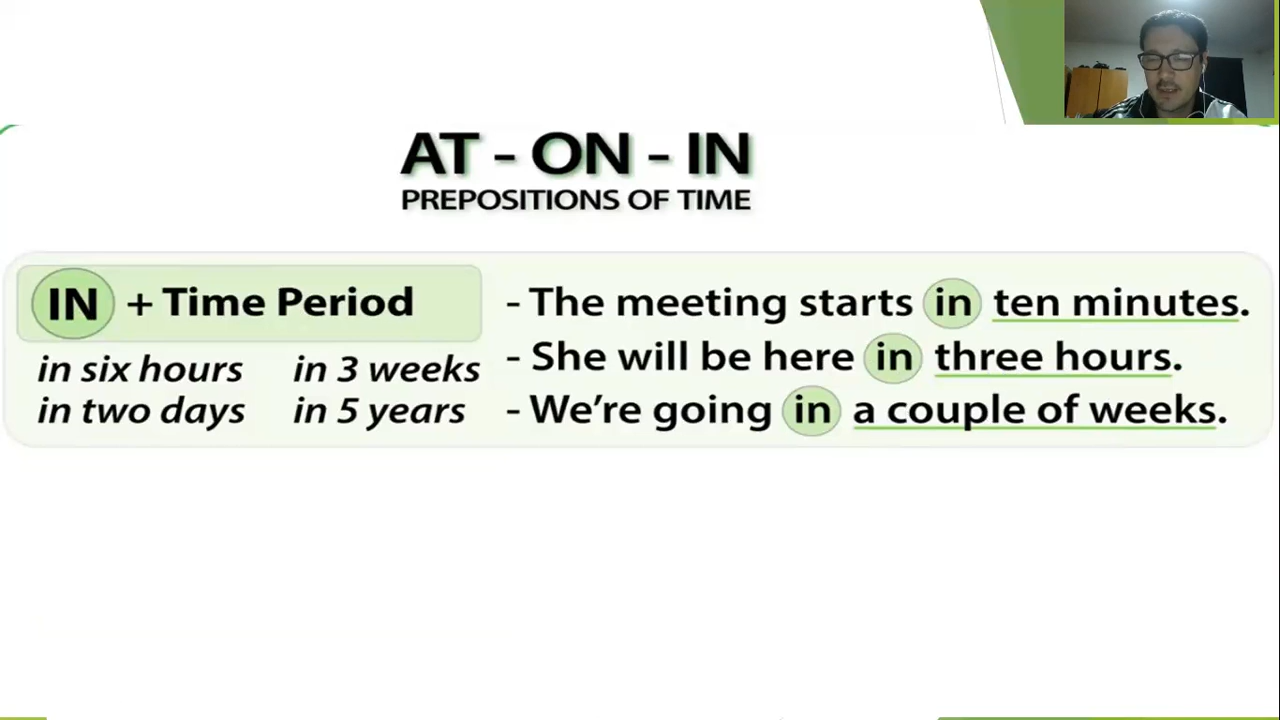 AT - ON - IN
PREPOSITIONS OF TIME
IN + Time Period
in six hours in 3 weeks
in two days in 5 years
- The meeting starts in ten minutes.
- She will be here in three hours.
- We're going in a couple of weeks.